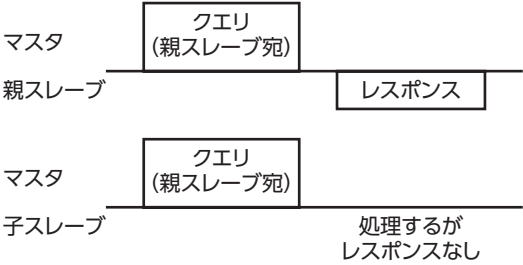 クエリ
(親スレーブ宛)
マスタ
親スレーブ
レスポンス
クエリ
(親スレーブ宛)
マスタ
子スレーブ
処理するが
レスポンスなし